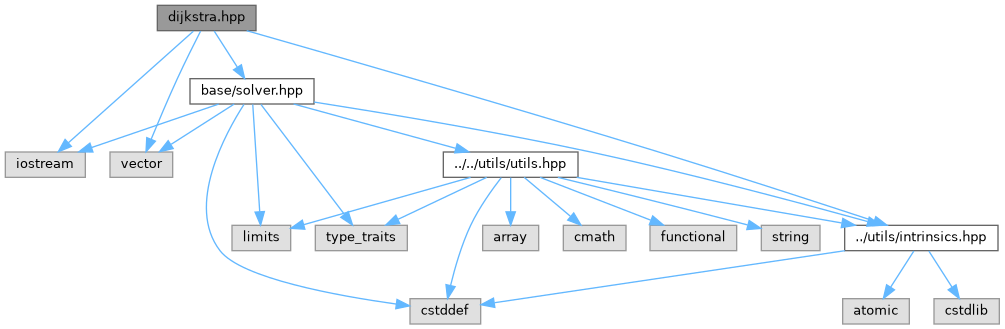 dijkstra.hpp
base/solver.hpp
iostream
vector
../../utils/utils.hpp
limits
type_traits
array
cmath
functional
string
../utils/intrinsics.hpp
cstddef
atomic
cstdlib